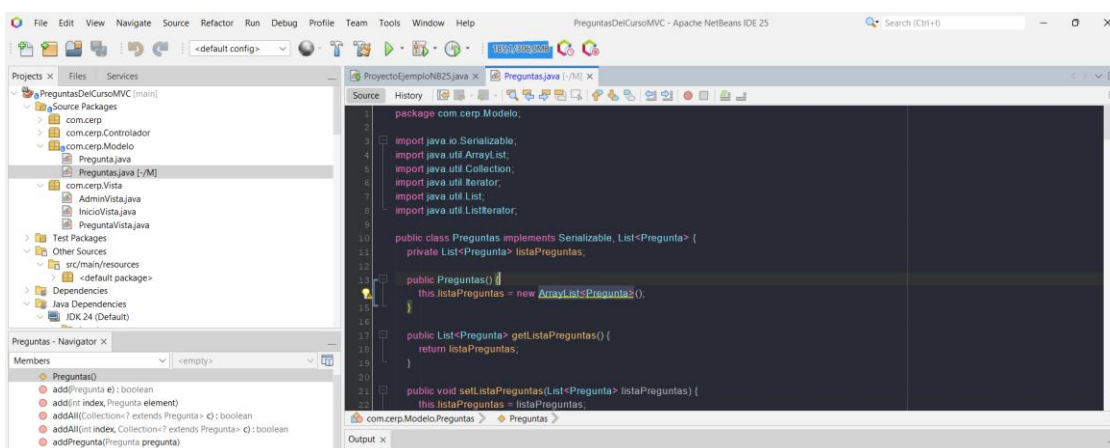 File Edit View Navigate Source Refactor Run Debug Profile Team Tools Window Help
PreguntasDelCursoMVC - Apache NetBeans IDE 25
Search (Ctrl+I)
<default config>
Projects Files Services
PreguntasDelCursoMVC [main]
Source Packages
com.cerp
com.cerp.Controlador
com.cerp.Modelo
Pregunta.java
Preguntas.java [-/M]
com.cerp.Vista
AdminVista.java
InicioVista.java
PreguntaVista.java
Test Packages
Other Sources
src/main/resources
<default package>
Dependencies
Java Dependencies
JDK 24 (Default)
Preguntas - Navigator
Members
<empty>
Preguntas()
add(Pregunta e) : boolean
add(int index, Pregunta element)
addAll(Collection<? extends Pregunta> c) : boolean
addAll(int index, Collection<? extends Pregunta> c) : boolean
addPregunta(Pregunta pregunta)
ProyectoEjemploNB25.java Preguntas.java [-/M]
Source History
1 package com.cerp.Modelo;
2
3 import java.io.Serializable;
4 import java.util.ArrayList;
5 import java.util.Collection;
6 import java.util.Iterator;
7 import java.util.List;
8 import java.util.ListIterator;
9
10 public class Preguntas implements Serializable, List<Pregunta> {
11 private List<Pregunta> listaPreguntas;
12
13 public Preguntas() {
this.listaPreguntas = new ArrayList<Pregunta>();
15 }
16
17 public List<Pregunta> getListaPreguntas() {
18 return listaPreguntas;
19 }
20
21 public void setListaPreguntas(List<Pregunta> listaPreguntas) {
22 this.listaPreguntas = listaPreguntas;
com.cerp.Modelo.Preguntas Preguntas
Output